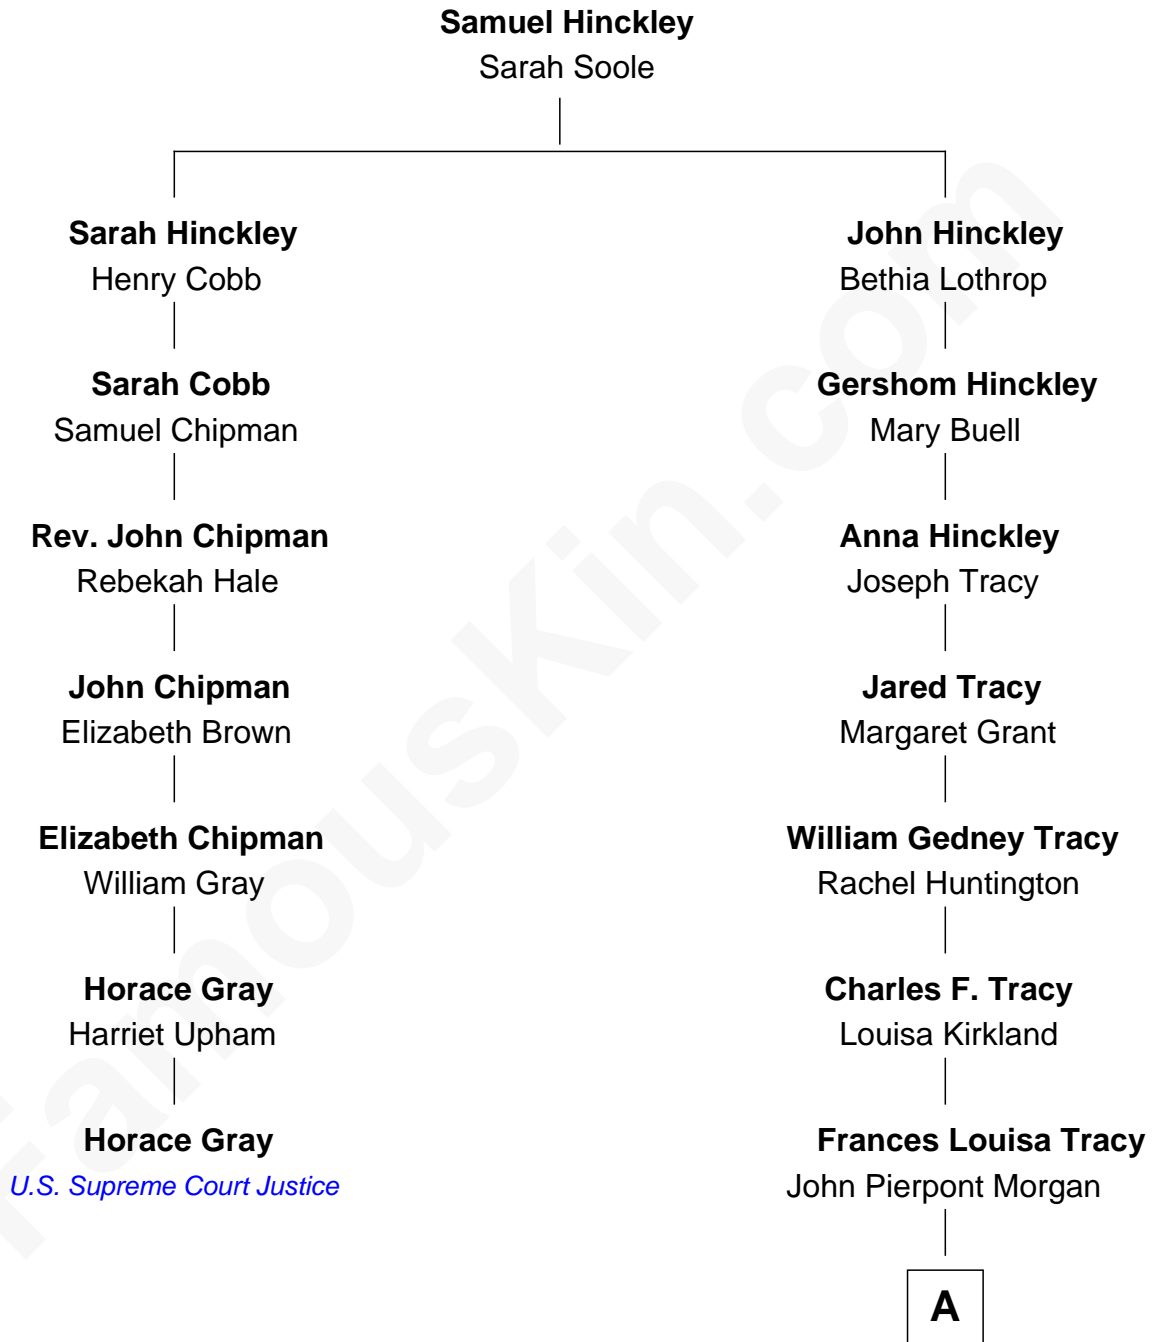 Samuel Hinckley
Sarah Soole
Sarah Hinckley
Henry Cobb
John Hinckley
Bethia Lothrop
Sarah Cobb
Samuel Chipman
Gershom Hinckley
Mary Buell
Rev. John Chipman
Rebekah Hale
Anna Hinckley
Joseph Tracy
John Chipman
Elizabeth Brown
Jared Tracy
Margaret Grant
Elizabeth Chipman
William Gray
William Gedney Tracy
Rachel Huntington
Horace Gray
Harriet Upham
Charles F. Tracy
Louisa Kirkland
Horace Gray
U.S. Supreme Court Justice
Frances Louisa Tracy
John Pierpont Morgan
A
FamousKin.com